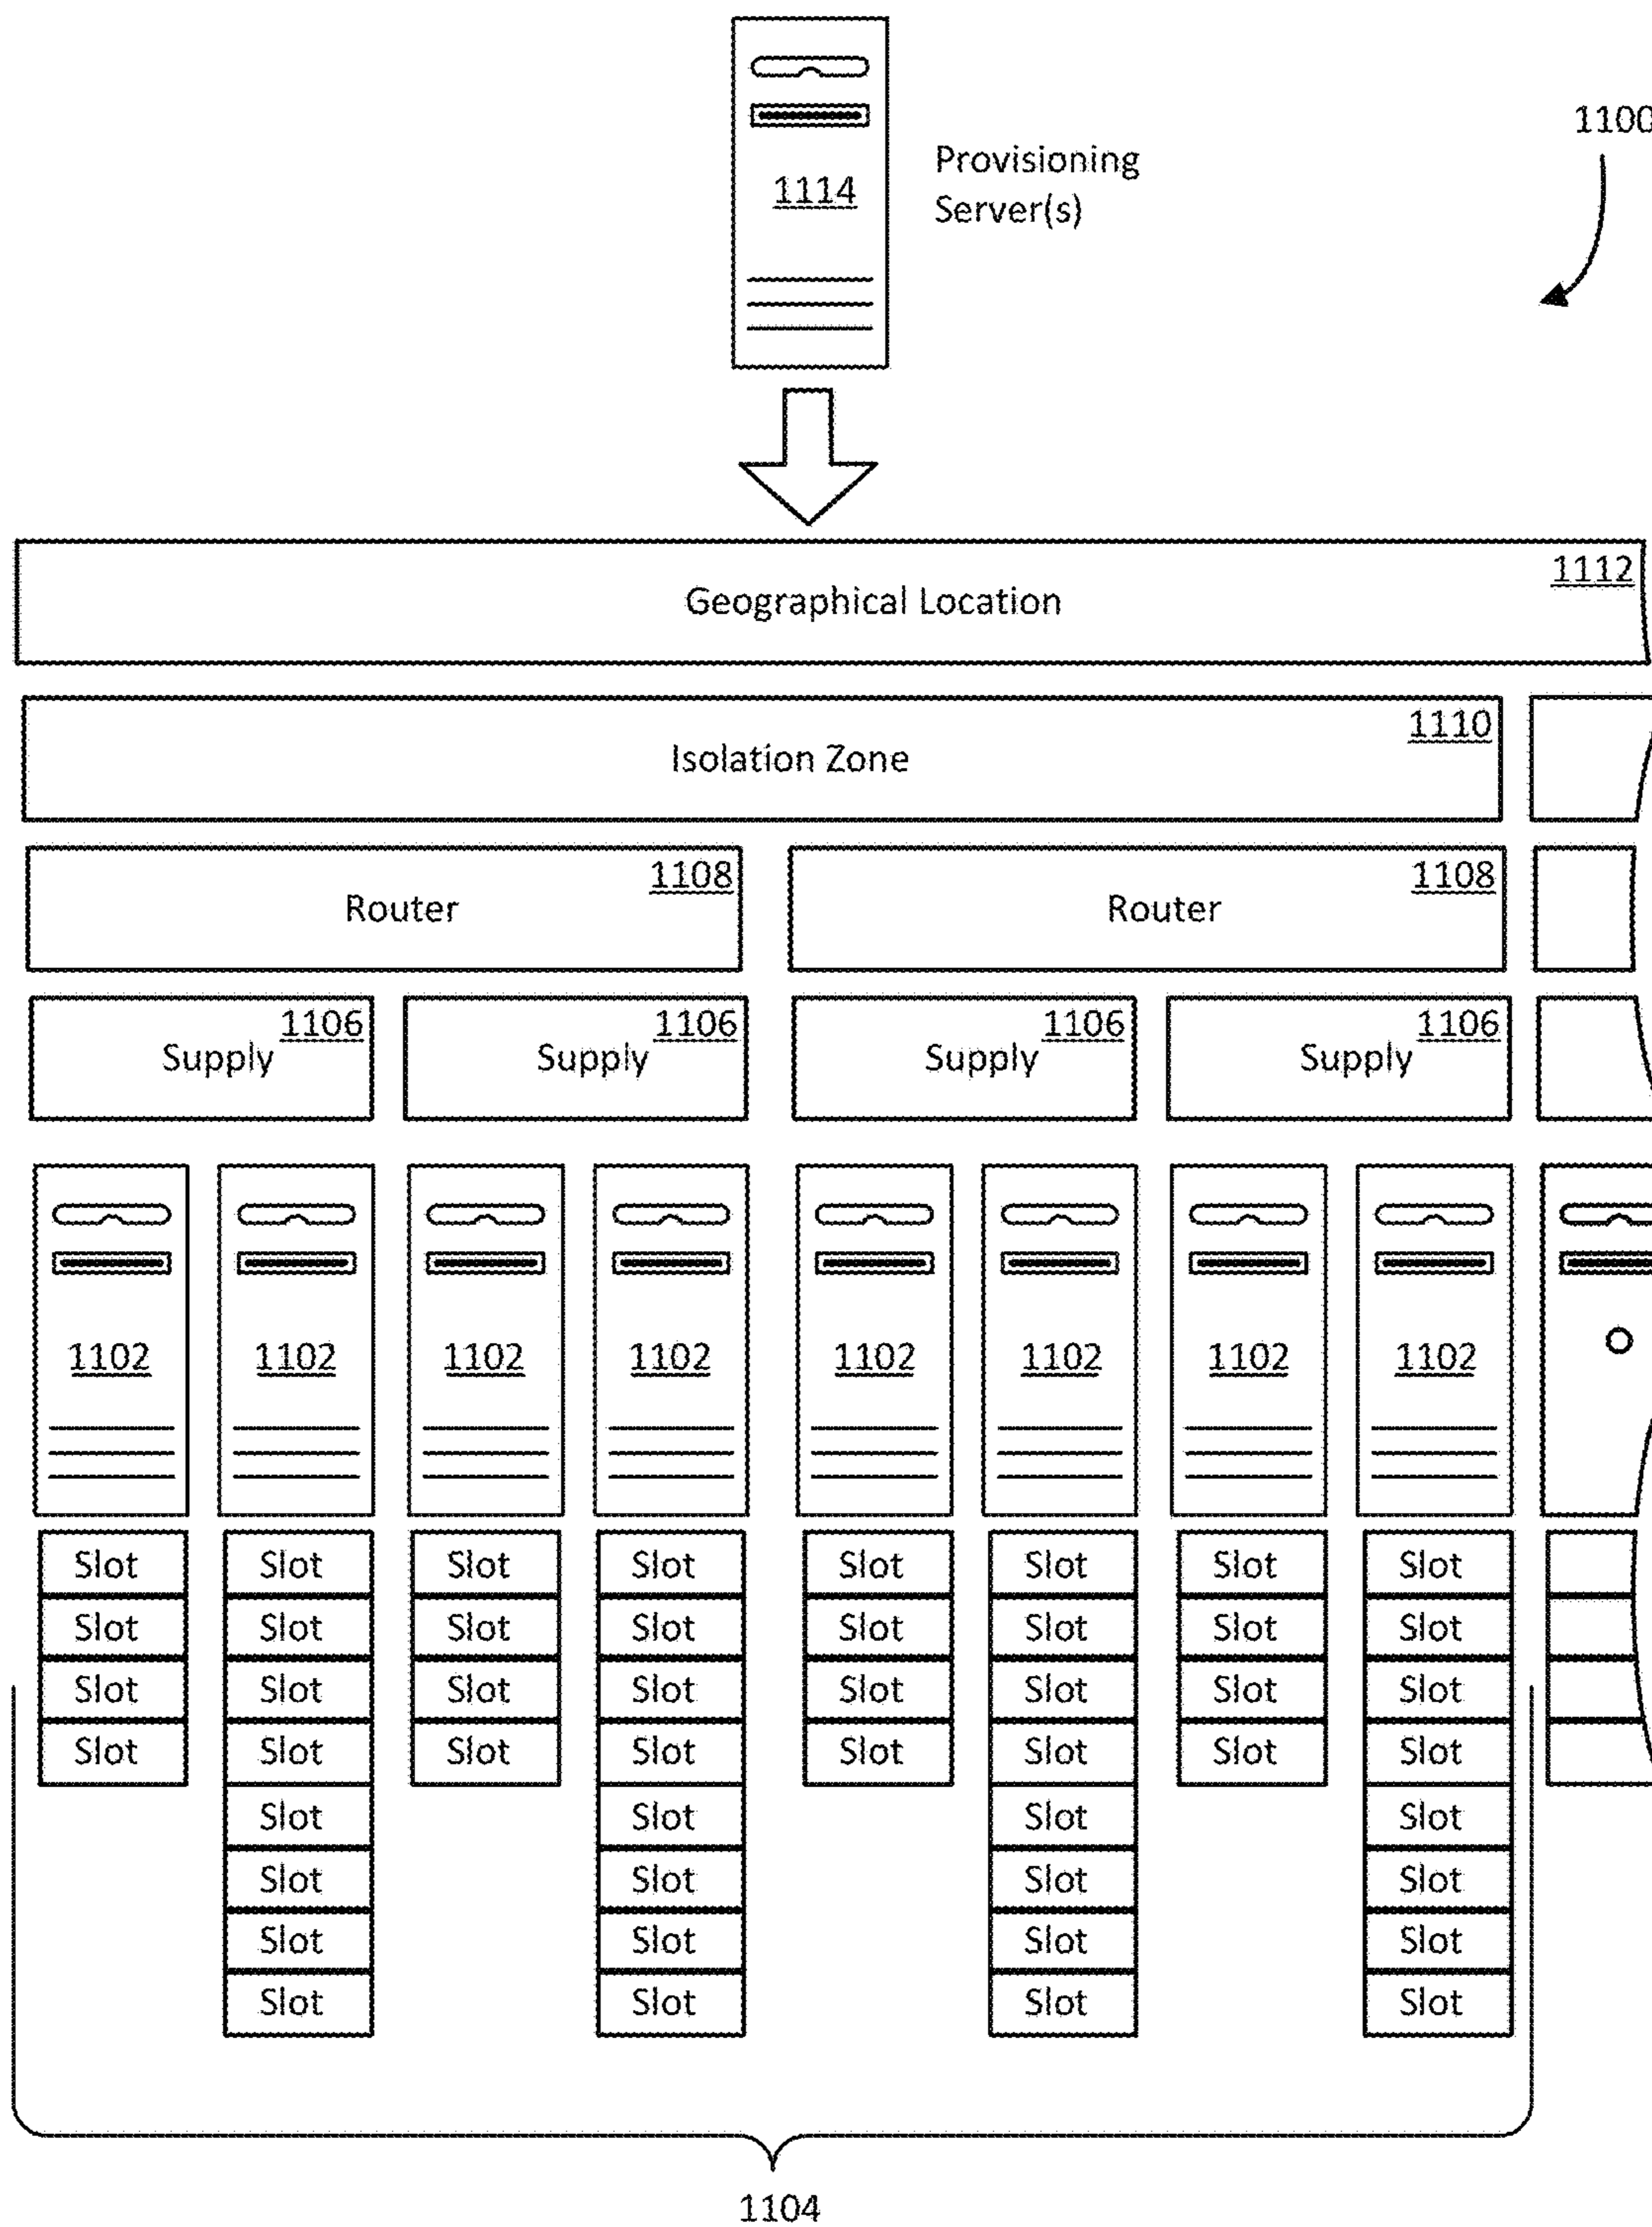 1100
1114
Provisioning
Server(s)
1112
Geographical Location
1110
Isolation Zone
1108 1108
Router Router
1106 1106 1106 1106
Supply Supply Supply Supply
1102 1102 1102 1102 1102 1102 1102 1102
Slot Slot Slot Slot Slot Slot Slot Slot
Slot Slot Slot Slot Slot Slot Slot Slot
Slot Slot Slot Slot Slot Slot Slot Slot
Slot Slot Slot Slot Slot Slot Slot Slot
Slot Slot Slot Slot
Slot Slot Slot Slot
Slot Slot Slot Slot
Slot Slot Slot Slot
1104